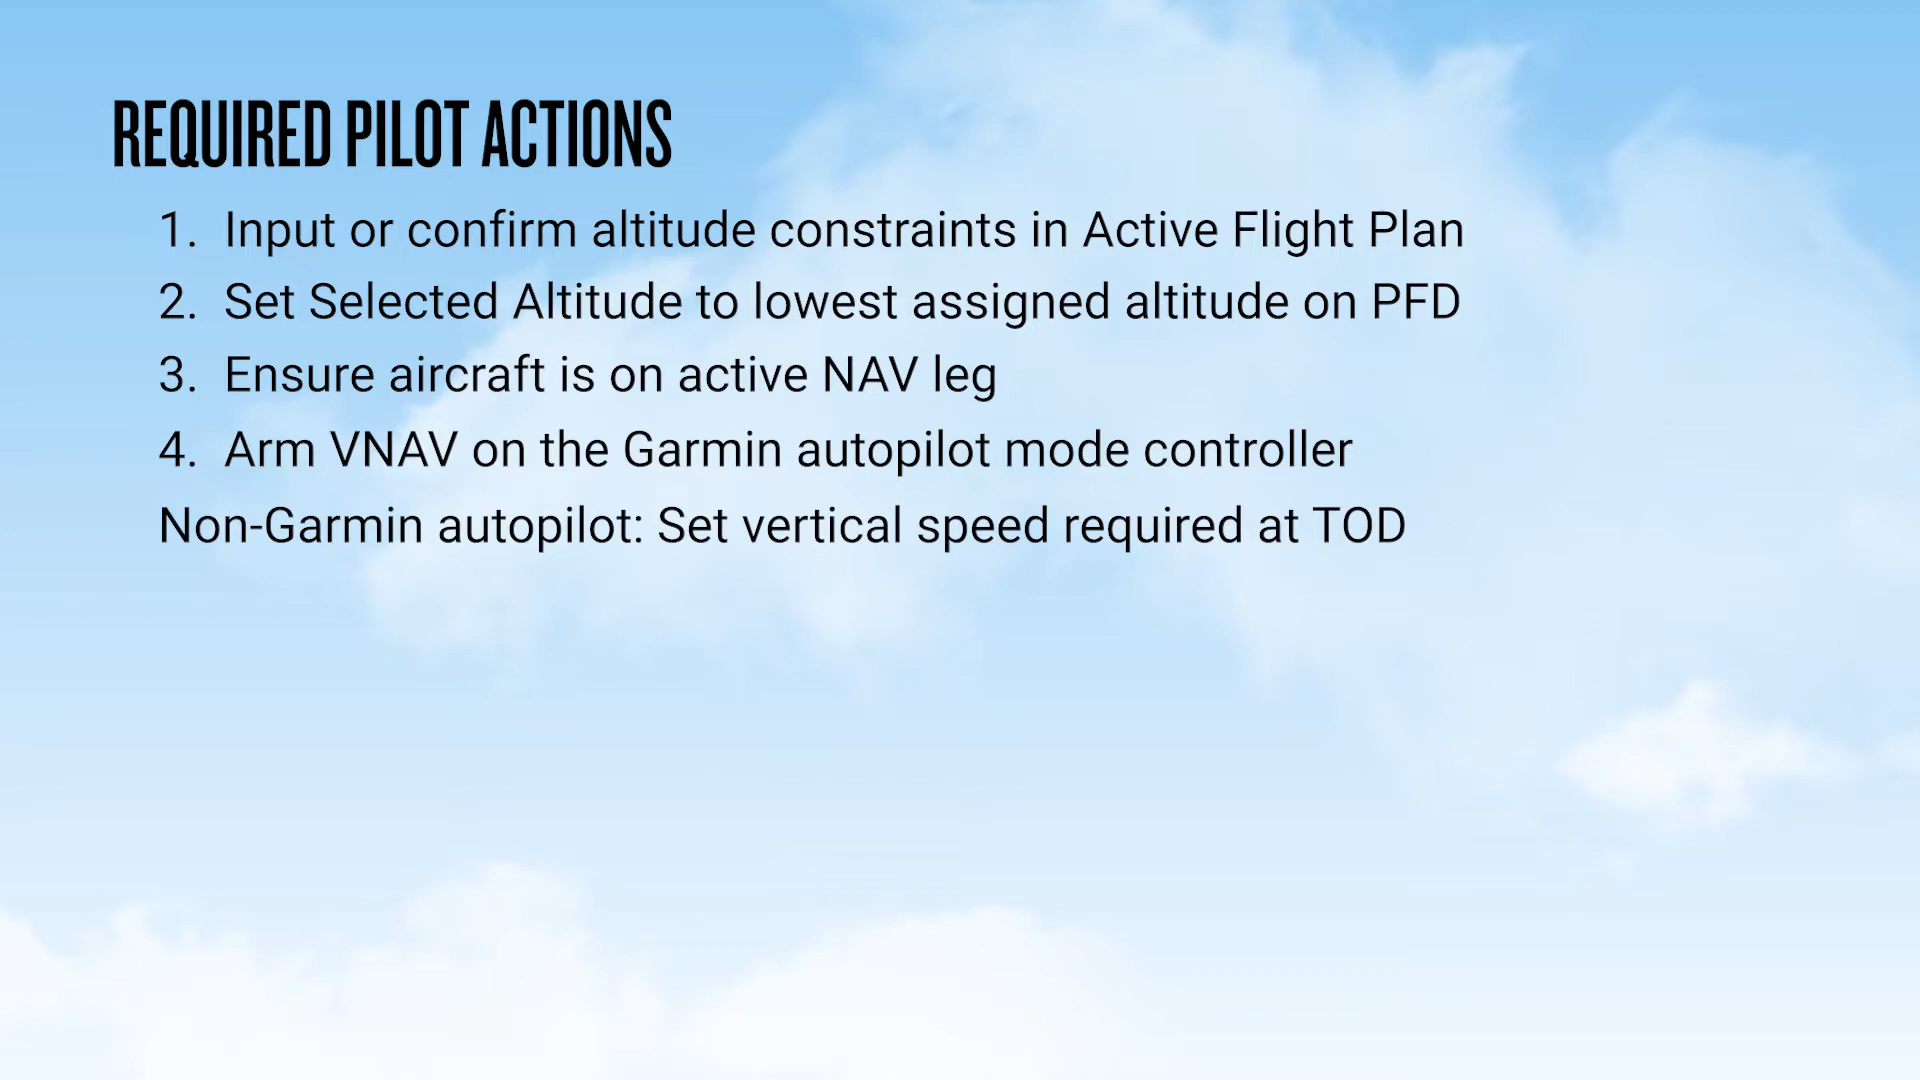 REQUIRED PILOT ACTIONS
1. Input or confirm altitude constraints in Active Flight Plan
2. Set Selected Altitude to lowest assigned altitude on PFD
3. Ensure aircraft is on active NAV leg
4. Arm VNAV on the Garmin autopilot mode controller
Non-Garmin autopilot: Set vertical speed required at TOD